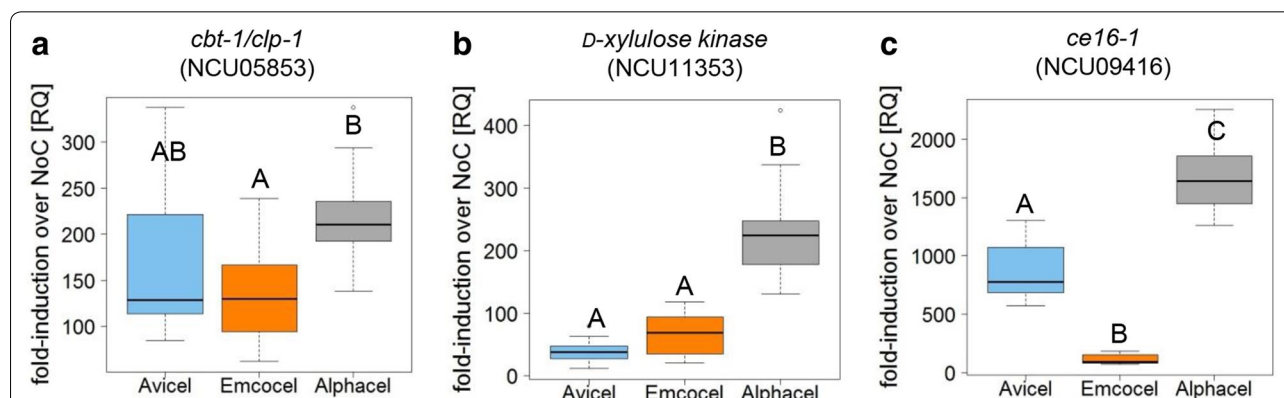 a
cbt-1/clp-1
(NCU05853)
fold-induction over NoC [RQ]
300
250
200
150
100
AB
A
B
Avicel
Emcocel
Alphacel
b
D-xylulose kinase
(NCU11353)
fold-induction over NoC [RQ]
400
300
200
100
0
A
A
B
Avicel
Emcocel
Alphacel
c
ce16-1
(NCU09416)
fold-induction over NoC [RQ]
2000
1500
1000
500
0
A
B
C
Avicel
Emcocel
Alphacel